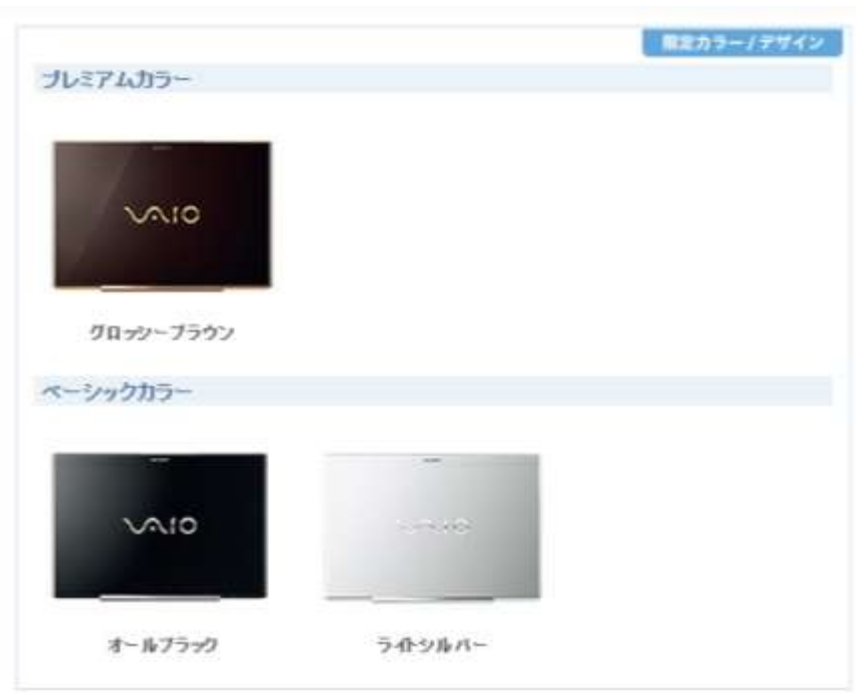 限定カラー/デザイン
プレミアムカラー
VAIO
グロッシーブラウン
ベーシックカラー
VAIO
VAIO
オールブラック
ライトシルバー